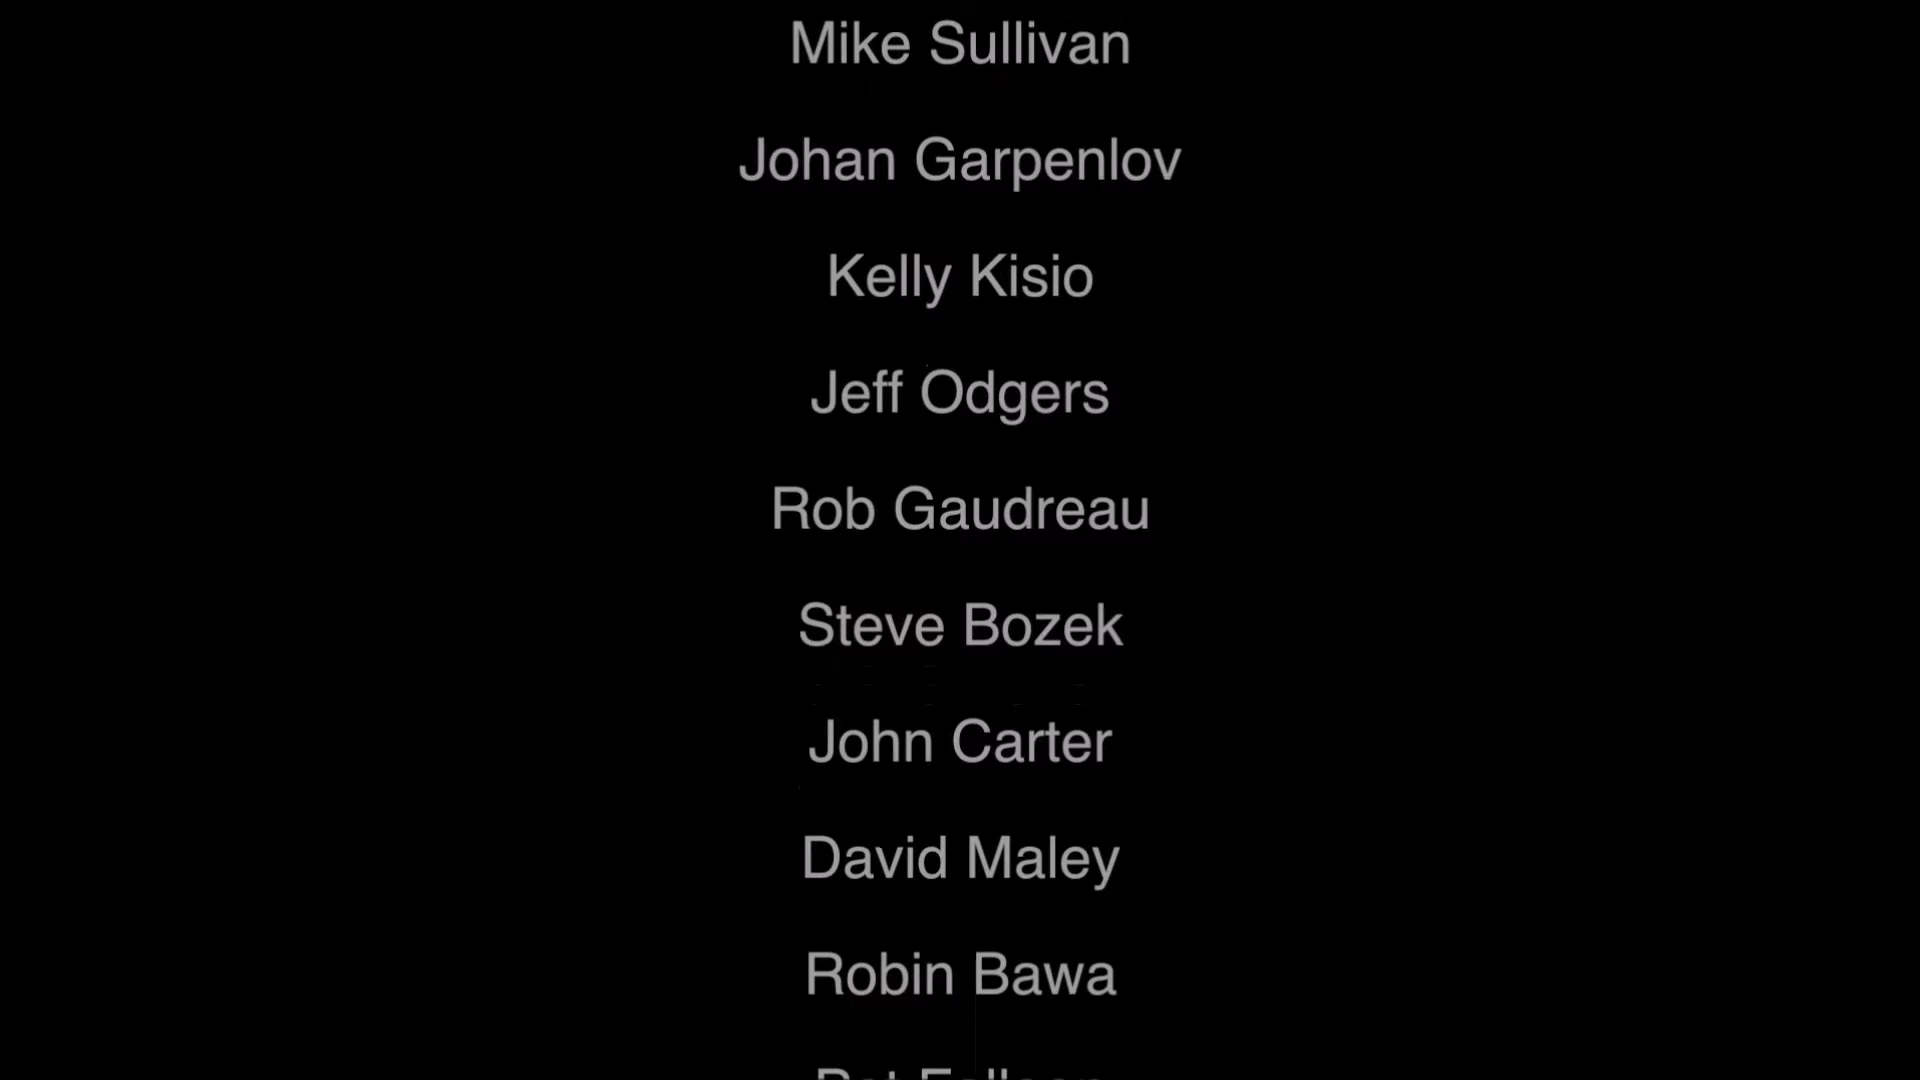 Mike Sullivan
Johan Garpenlov
Kelly Kisio
Jeff Odgers
Rob Gaudreau
Steve Bozek
John Carter
David Maley
Robin Bawa